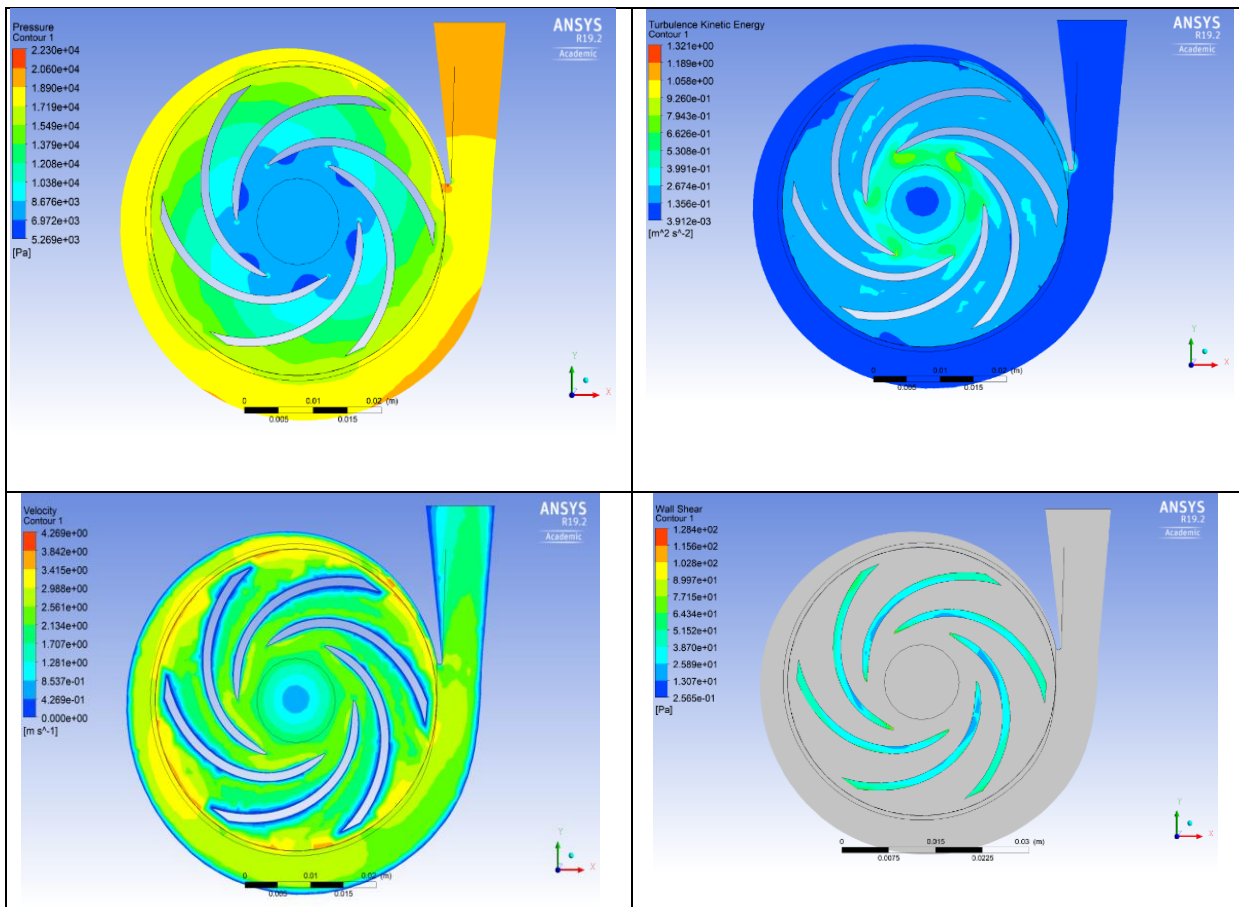 Pressure
Contour 1
2.230e+04
2.060e+04
1.890e+04
1.719e+04
1.549e+04
1.379e+04
1.208e+04
1.038e+04
8.676e+03
6.972e+03
5.269e+03
[Pa]
ANSYS
R19.2
Academic
0 0.01 0.02 (m)
0.005 0.015
Y
X
Z
Turbulence Kinetic Energy
Contour 1
1.321e+00
1.189e+00
1.058e+00
9.260e-01
7.943e-01
6.626e-01
5.308e-01
3.991e-01
2.674e-01
1.356e-01
3.912e-03
[m^2 s^-2]
ANSYS
R19.2
Academic
0 0.01 0.02 (m)
0.005 0.015
Y
X
Z
Velocity
Contour 1
4.269e+00
3.842e+00
3.415e+00
2.988e+00
2.561e+00
2.134e+00
1.707e+00
1.281e+00
8.537e-01
4.269e-01
0.000e+00
[m s^-1]
ANSYS
R19.2
Academic
0 0.01 0.02 (m)
0.005 0.015
Y
X
Z
Wall Shear
Contour 1
1.284e+02
1.156e+02
1.028e+02
8.997e+01
7.715e+01
6.434e+01
5.152e+01
3.870e+01
2.589e+01
1.307e+01
2.565e-01
[Pa]
ANSYS
R19.2
Academic
0 0.015 0.03 (m)
0.0075 0.0225
Y
X
Z